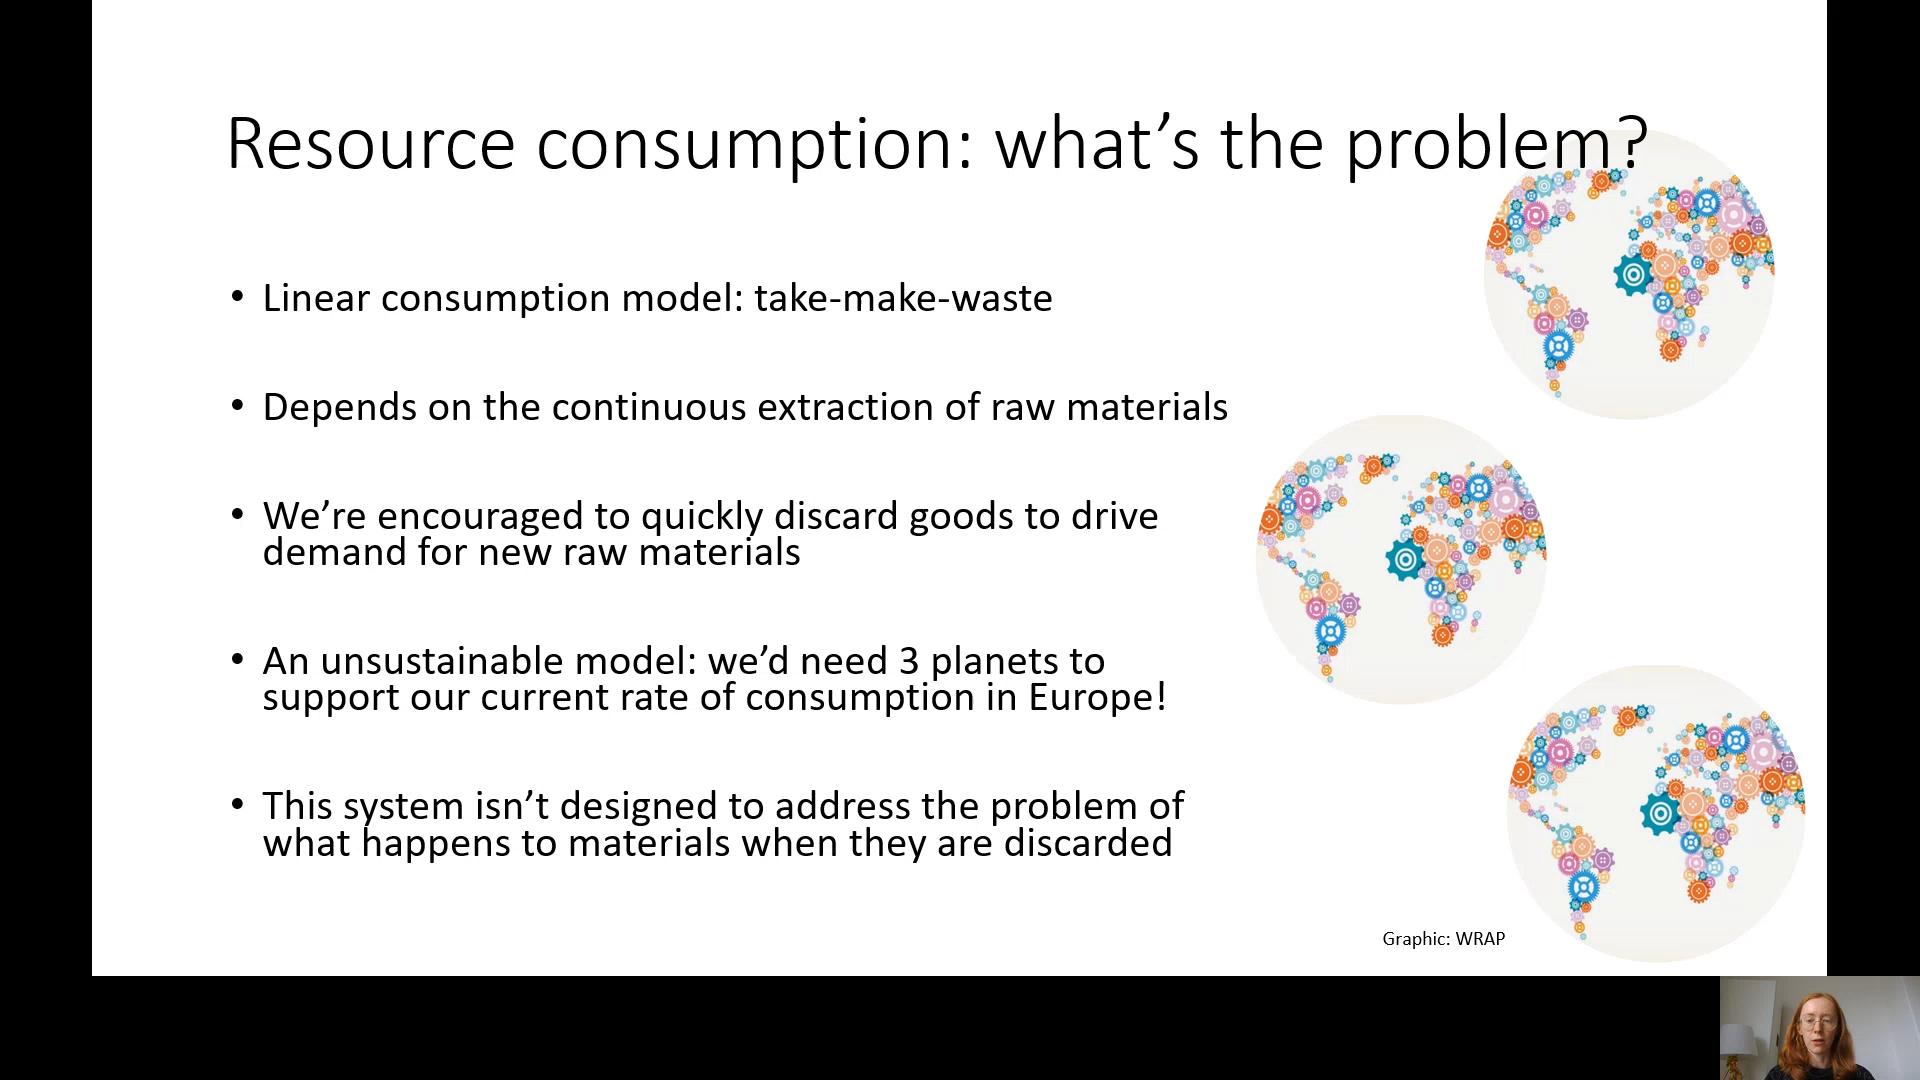 Resource consumption: what’s the problem?
• Linear consumption model: take-make-waste
• Depends on the continuous extraction of raw materials
• We’re encouraged to quickly discard goods to drive
demand for new raw materials
• An unsustainable model: we’d need 3 planets to
support our current rate of consumption in Europe!
• This system isn’t designed to address the problem of
what happens to materials when they are discarded
Graphic: WRAP